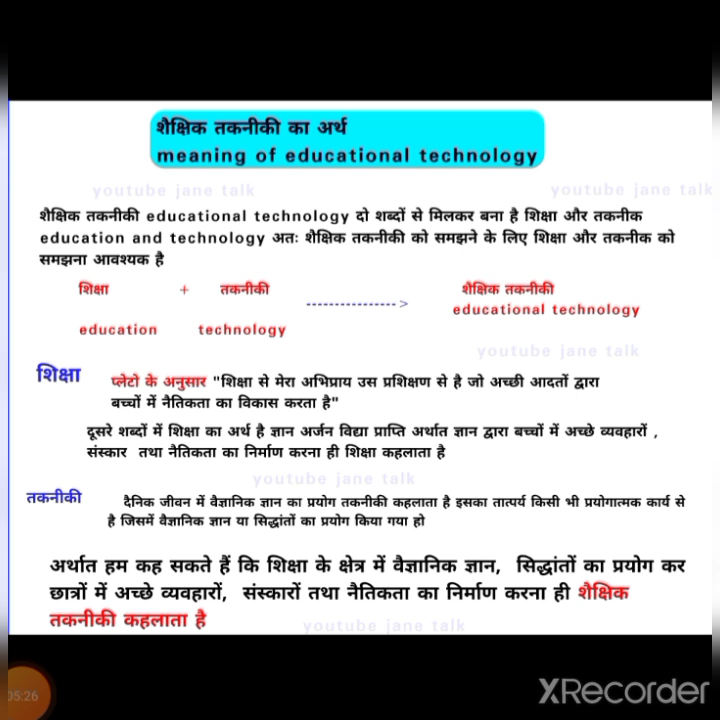 शैक्षिक तकनीकी का अर्थ
meaning of educational technology
youtube jane talk
youtube jane talk
शैक्षिक तकनीकी educational technology दो शब्दों से मिलकर बना है शिक्षा और तकनीक
education and technology अतः शैक्षिक तकनीकी को समझने के लिए शिक्षा और तकनीक को
समझना आवश्यक है
शिक्षा + तकनीकी ----------------> शैक्षिक तकनीकी
educational technology
education technology
youtube jane talk
शिक्षा
प्लेटो के अनुसार "शिक्षा से मेरा अभिप्राय उस प्रशिक्षण से है जो अच्छी आदतों द्वारा
बच्चों में नैतिकता का विकास करता है"
दूसरे शब्दों में शिक्षा का अर्थ है ज्ञान अर्जन विद्या प्राप्ति अर्थात ज्ञान द्वारा बच्चों में अच्छे व्यवहारों ,
संस्कार तथा नैतिकता का निर्माण करना ही शिक्षा कहलाता है
youtube jane talk
तकनीकी
दैनिक जीवन में वैज्ञानिक ज्ञान का प्रयोग तकनीकी कहलाता है इसका तात्पर्य किसी भी प्रयोगात्मक कार्य से
है जिसमें वैज्ञानिक ज्ञान या सिद्धांतों का प्रयोग किया गया हो
अर्थात हम कह सकते हैं कि शिक्षा के क्षेत्र में वैज्ञानिक ज्ञान, सिद्धांतों का प्रयोग कर
छात्रों में अच्छे व्यवहारों, संस्कारों तथा नैतिकता का निर्माण करना ही शैक्षिक
तकनीकी कहलाता है
youtube jane talk
05:26
XRecorder